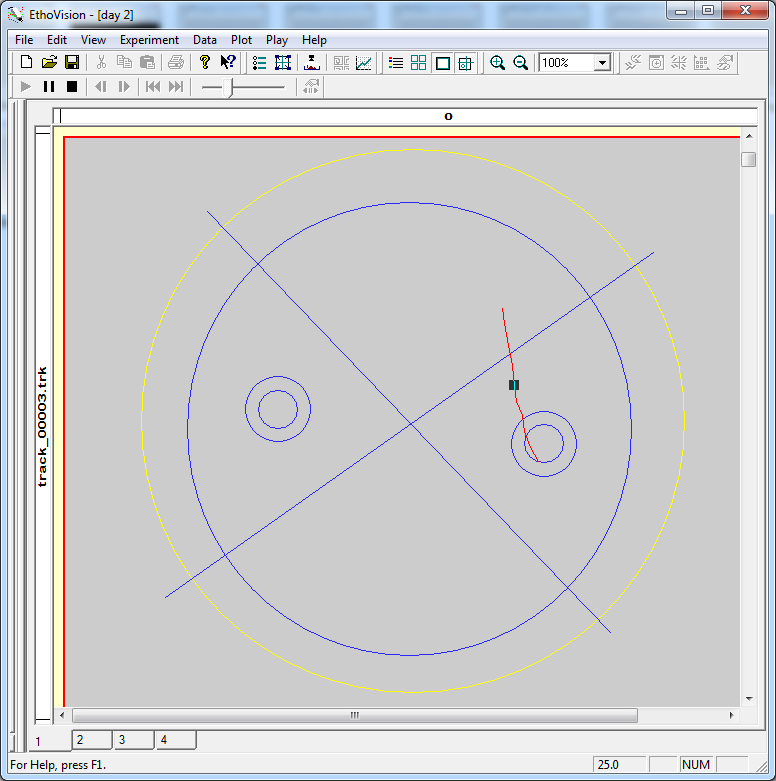 EthoVision - [day 2]
File Edit View Experiment Data Plot Play Help
100%
0
track_00003.trk
1 2 3 4
For Help, press F1.
25.0 NUM